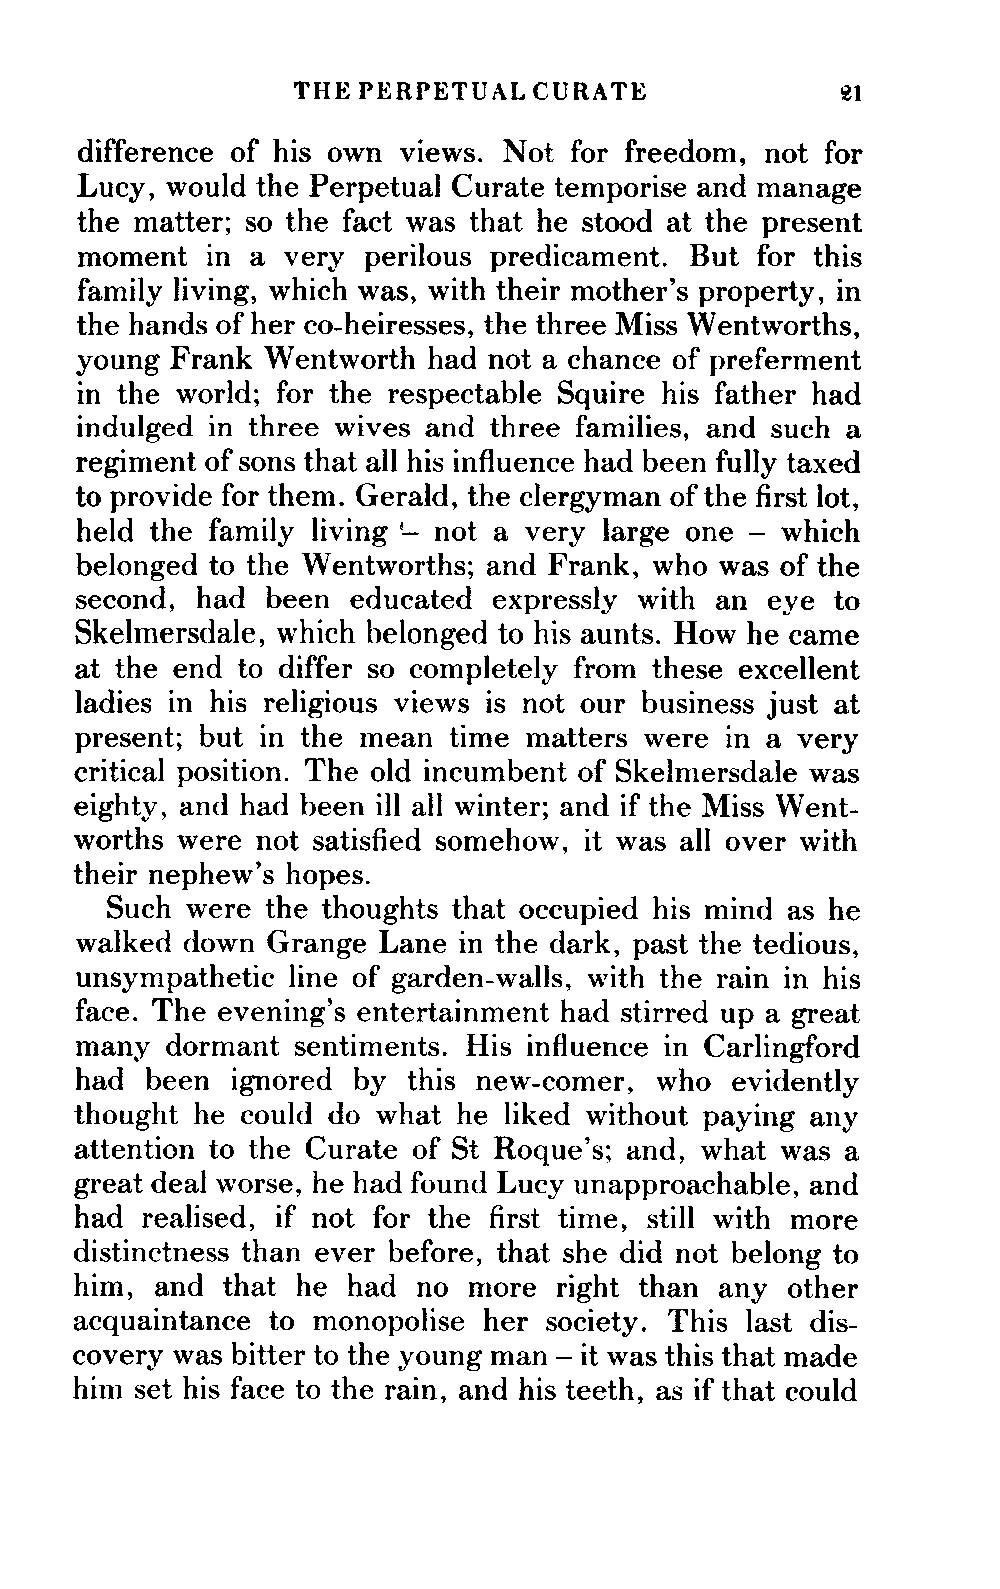 THE PERPETUAL CURATE 21
difference of his own views. Not for freedom, not for
Lucy, would the Perpetual Curate temporise and manage
the matter; so the fact was that he stood at the present
moment in a very perilous predicament. But for this
family living, which was, with their mother's property, in
the hands of her co-heiresses, the three Miss Wentworths,
young Frank Wentworth had not a chance of preferment
in the world; for the respectable Squire his father had
indulged in three wives and three families, and such a
regiment of sons that all his influence had been fully taxed
to provide for them. Gerald, the clergyman of the first lot,
held the family living – not a very large one – which
belonged to the Wentworths; and Frank, who was of the
second, had been educated expressly with an eye to
Skelmersdale, which belonged to his aunts. How he came
at the end to differ so completely from these excellent
ladies in his religious views is not our business just at
present; but in the mean time matters were in a very
critical position. The old incumbent of Skelmersdale was
eighty, and had been ill all winter; and if the Miss Went-
worths were not satisfied somehow, it was all over with
their nephew's hopes.
Such were the thoughts that occupied his mind as he
walked down Grange Lane in the dark, past the tedious,
unsympathetic line of garden-walls, with the rain in his
face. The evening's entertainment had stirred up a great
many dormant sentiments. His influence in Carlingford
had been ignored by this new-comer, who evidently
thought he could do what he liked without paying any
attention to the Curate of St Roque's; and, what was a
great deal worse, he had found Lucy unapproachable, and
had realised, if not for the first time, still with more
distinctness than ever before, that she did not belong to
him, and that he had no more right than any other
acquaintance to monopolise her society. This last dis-
covery was bitter to the young man – it was this that made
him set his face to the rain, and his teeth, as if that could